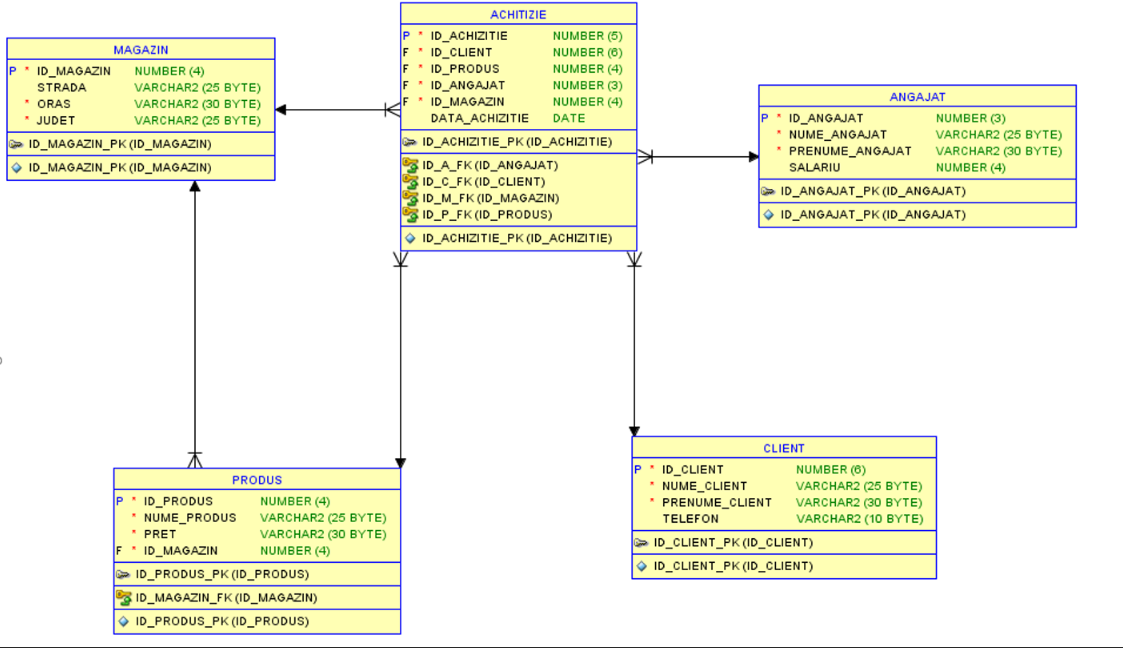 MAGAZIN
P * ID_MAGAZIN NUMBER (4)
STRADA VARCHAR2 (25 BYTE)
* ORAS VARCHAR2 (30 BYTE)
* JUDET VARCHAR2 (25 BYTE)
ID_MAGAZIN_PK (ID_MAGAZIN)
ID_MAGAZIN_PK (ID_MAGAZIN)
ACHITIZIE
P * ID_ACHIZITIE NUMBER (5)
F * ID_CLIENT NUMBER (6)
F * ID_PRODUS NUMBER (4)
F * ID_ANGAJAT NUMBER (3)
F * ID_MAGAZIN NUMBER (4)
DATA_ACHIZITIE DATE
ID_ACHIZITIE_PK (ID_ACHIZITIE)
ID_A_FK (ID_ANGAJAT)
ID_C_FK (ID_CLIENT)
ID_M_FK (ID_MAGAZIN)
ID_P_FK (ID_PRODUS)
ID_ACHIZITIE_PK (ID_ACHIZITIE)
ANGAJAT
P * ID_ANGAJAT NUMBER (3)
* NUME_ANGAJAT VARCHAR2 (25 BYTE)
* PRENUME_ANGAJAT VARCHAR2 (30 BYTE)
SALARIU NUMBER (4)
ID_ANGAJAT_PK (ID_ANGAJAT)
ID_ANGAJAT_PK (ID_ANGAJAT)
PRODUS
P * ID_PRODUS NUMBER (4)
* NUME_PRODUS VARCHAR2 (25 BYTE)
* PRET VARCHAR2 (30 BYTE)
F * ID_MAGAZIN NUMBER (4)
ID_PRODUS_PK (ID_PRODUS)
ID_MAGAZIN_FK (ID_MAGAZIN)
ID_PRODUS_PK (ID_PRODUS)
CLIENT
P * ID_CLIENT NUMBER (6)
* NUME_CLIENT VARCHAR2 (25 BYTE)
* PRENUME_CLIENT VARCHAR2 (30 BYTE)
TELEFON VARCHAR2 (10 BYTE)
ID_CLIENT_PK (ID_CLIENT)
ID_CLIENT_PK (ID_CLIENT)